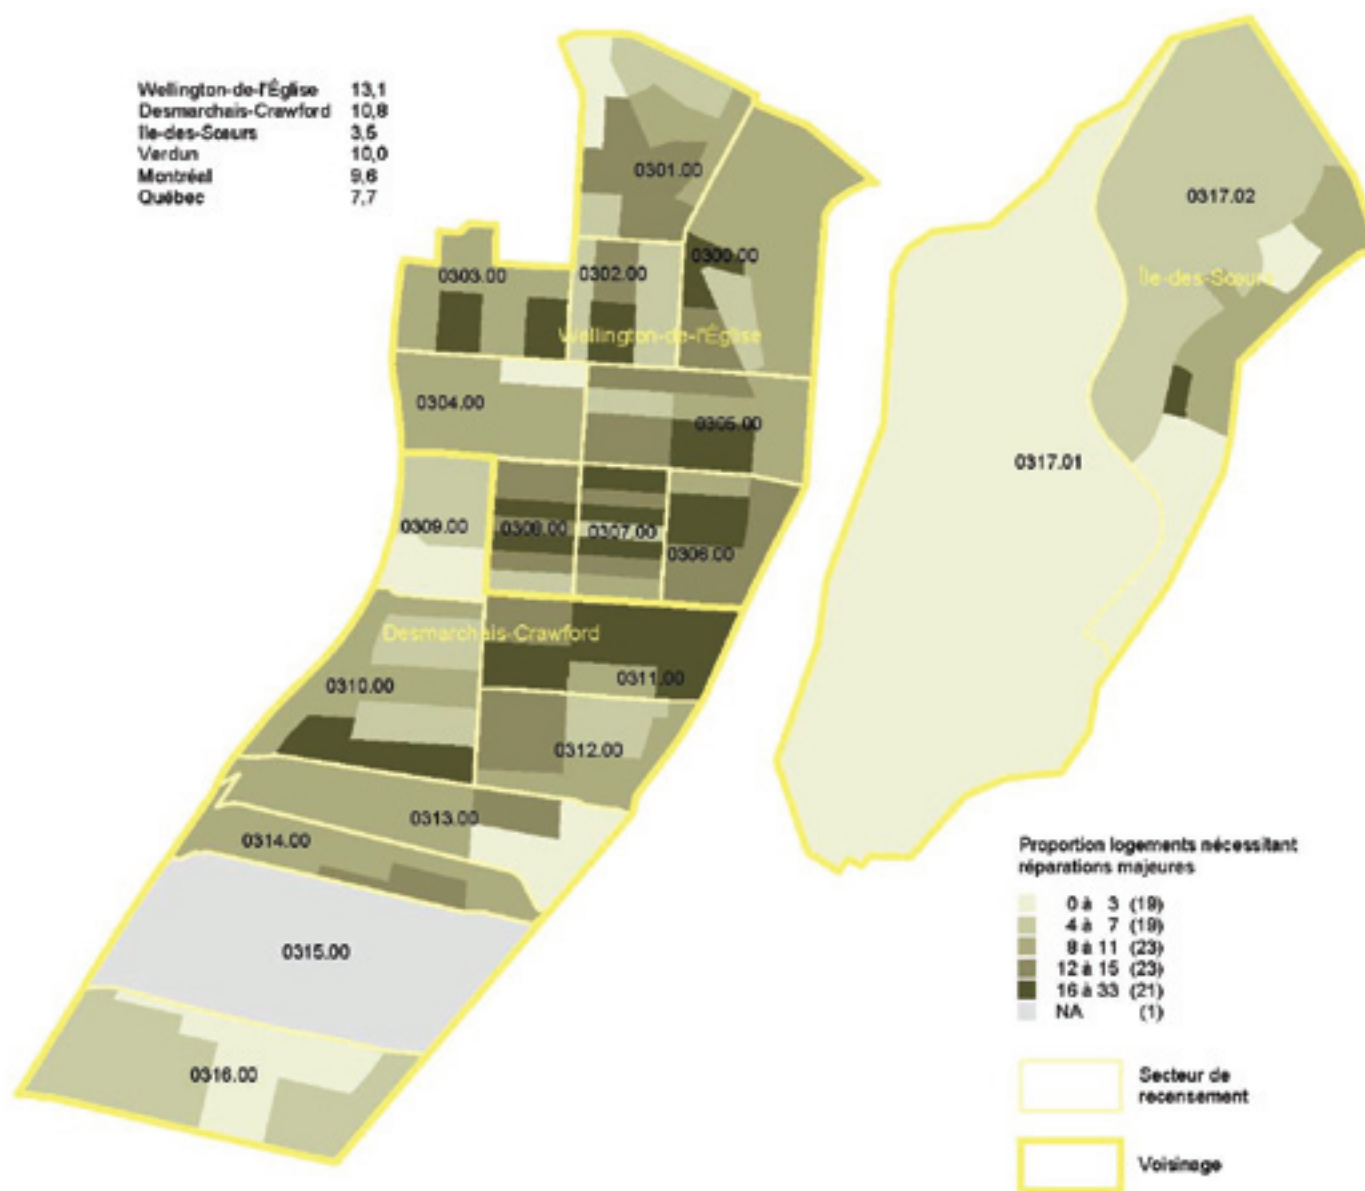 Wellington-de-l'Église 13,1
Desmarchais-Crawford 10,8
Île-des-Sœurs 3,5
Verdun 10,0
Montréal 9,6
Québec 7,7
0301.00
0317.02
0300.00
0303.00
0302.00
Île-des-Sœurs
Wellington-de-l'Église
0304.00
0305.00
0317.01
0309.00
0308.00
0307.00
0306.00
Desmarchais-Crawford
0311.00
0310.00
0312.00
0313.00
0314.00
0315.00
0316.00
Proportion logements nécessitant
réparations majeures
0 à 3 (19)
4 à 7 (19)
8 à 11 (23)
12 à 15 (23)
16 à 33 (21)
NA (1)
Secteur de
recensement
Voisinage